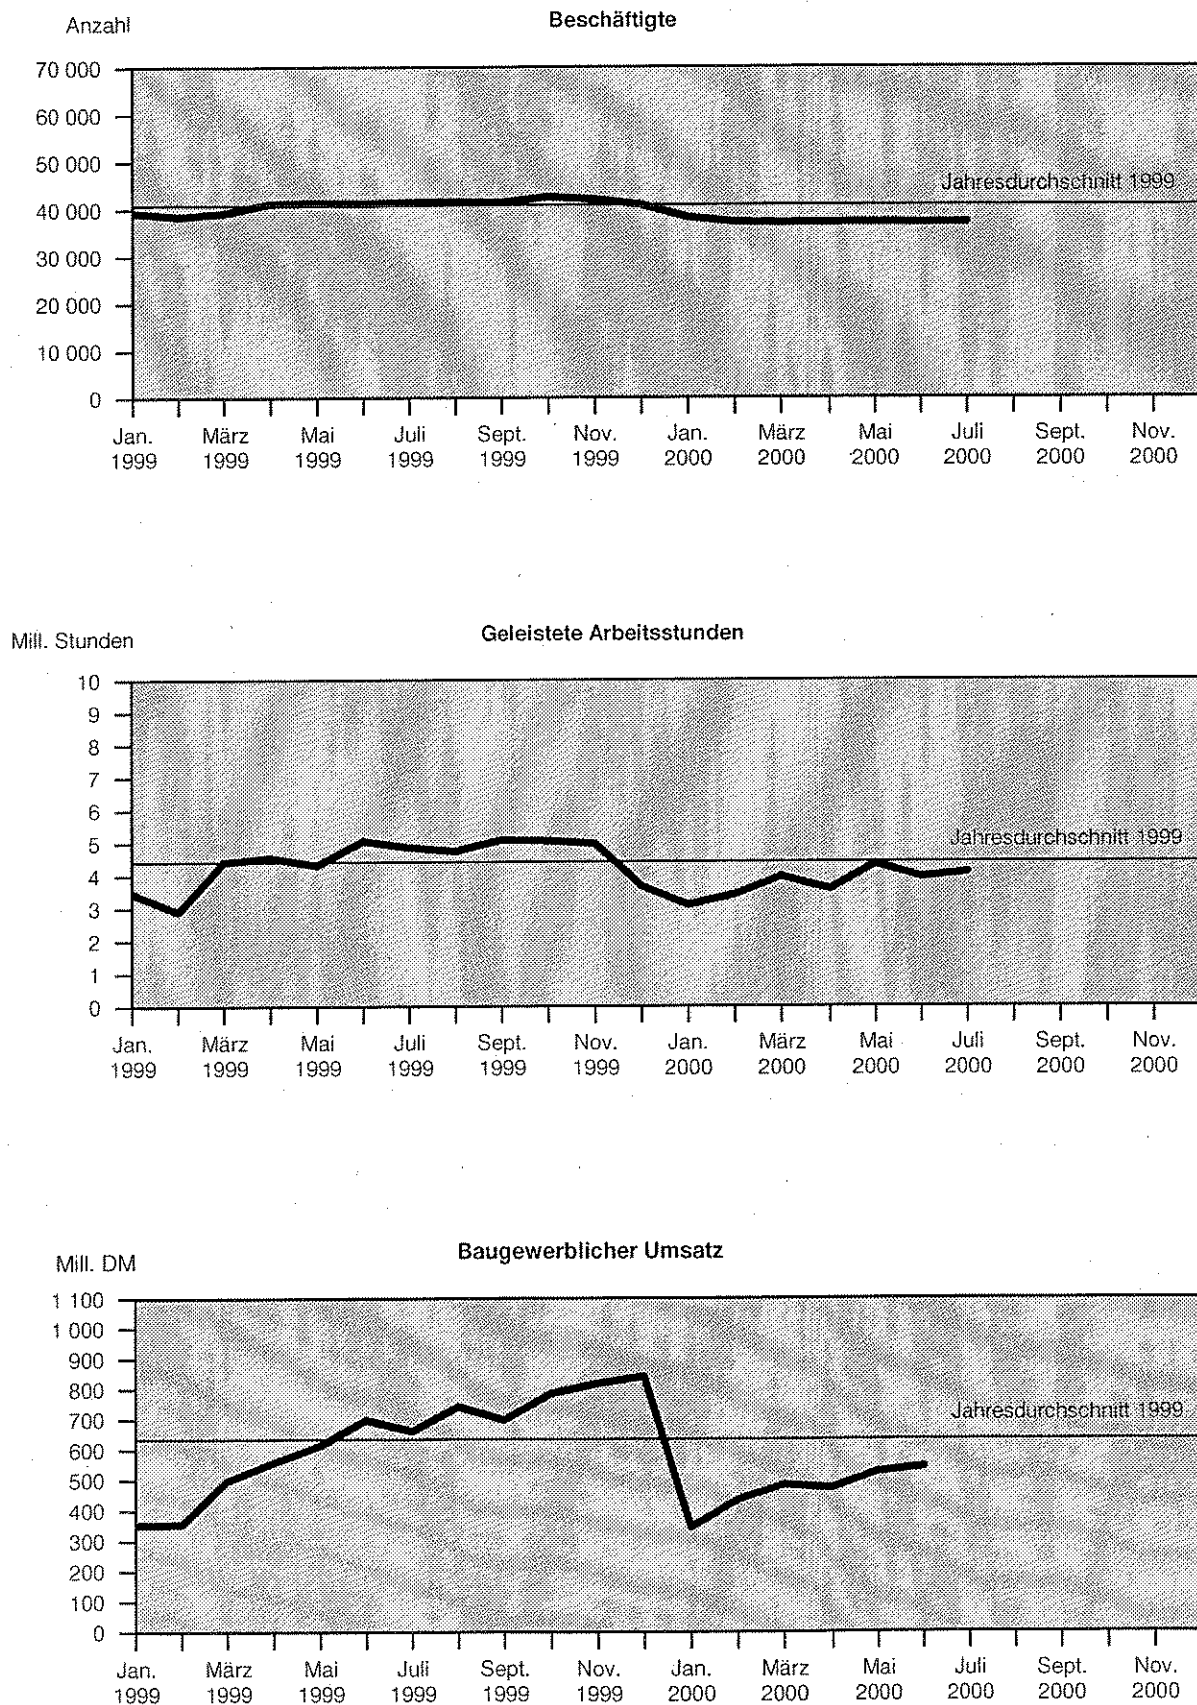 Beschäftigte
Anzahl
70 000
60 000
50 000
Jahresdurchschnitt 1999
40 000
30 000
20 000
10 000
0
Jan. März Mai Juli Sept. Nov. Jan. März Mai Juli Sept. Nov.
1999 1999 1999 1999 1999 1999 2000 2000 2000 2000 2000 2000
Geleistete Arbeitsstunden
Mill. Stunden
10
9
8
7
6
Jahresdurchschnitt 1999
5
4
3
2
1
0
Jan. März Mai Juli Sept. Nov. Jan. März Mai Juli Sept. Nov.
1999 1999 1999 1999 1999 1999 2000 2000 2000 2000 2000 2000
Baugewerblicher Umsatz
Mill. DM
1 100
1 000
900
800
700
Jahresdurchschnitt 1999
600
500
400
300
200
100
0
Jan. März Mai Juli Sept. Nov. Jan. März Mai Juli Sept. Nov.
1999 1999 1999 1999 1999 1999 2000 2000 2000 2000 2000 2000